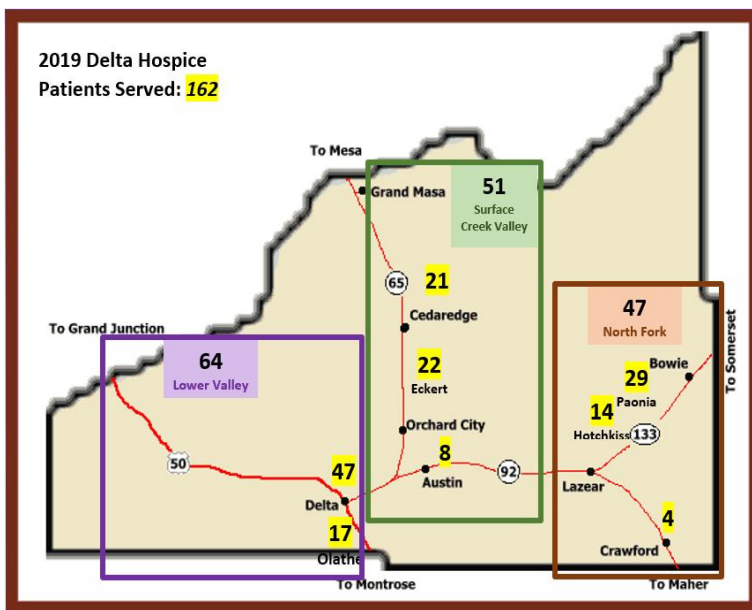 2019 Delta Hospice
Patients Served: 162
To Mesa
Grand Masa
51
Surface
Creek Valley
65
21
Cedaredge
22
Eckert
Orchard City
8
Austin
92
To Grand Junction
64
Lower Valley
50
47
Delta
17
Olathe
To Montrose
47
North Fork
Bowie
29
Paonia
14
Hotchkiss
133
Lazear
4
Crawford
To Maher
To Somerset